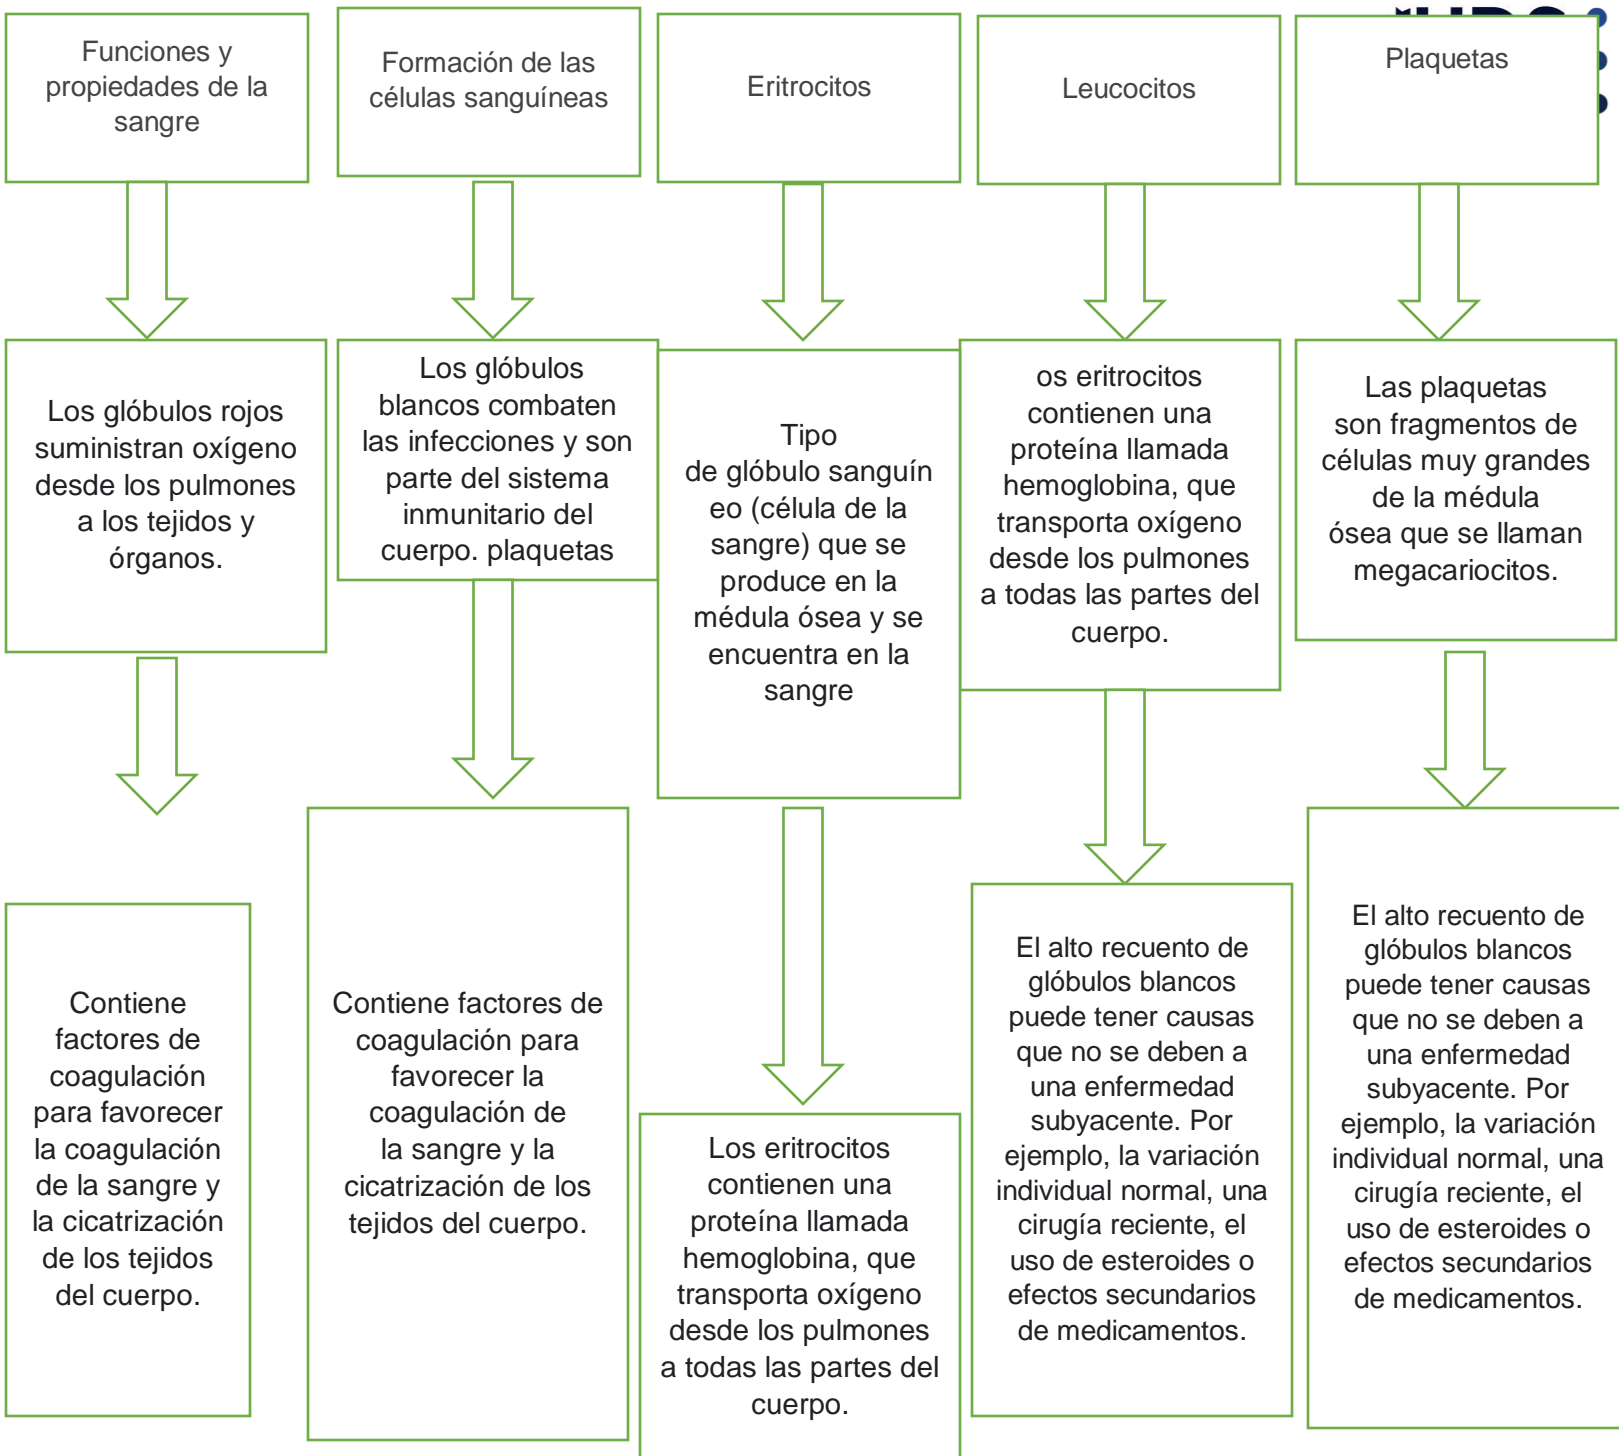 Funciones y
propiedades de la
sangre
Formación de las
células sanguíneas
Eritrocitos
Leucocitos
Plaquetas
Los glóbulos rojos
suministran oxígeno
desde los pulmones
a los tejidos y
órganos.
Los glóbulos
blancos combaten
las infecciones y son
parte del sistema
inmunitario del
cuerpo. plaquetas
Tipo
de glóbulo sanguín
eo (célula de la
sangre) que se
produce en la
médula ósea y se
encuentra en la
sangre
os eritrocitos
contienen una
proteína llamada
hemoglobina, que
transporta oxígeno
desde los pulmones
a todas las partes del
cuerpo.
Las plaquetas
son fragmentos de
células muy grandes
de la médula
ósea que se llaman
megacariocitos.
Contiene
factores de
coagulación
para favorecer
la coagulación
de la sangre y
la cicatrización
de los tejidos
del cuerpo.
Contiene factores de
coagulación para
favorecer la
coagulación de
la sangre y la
cicatrización de los
tejidos del cuerpo.
Los eritrocitos
contienen una
proteína llamada
hemoglobina, que
transporta oxígeno
desde los pulmones
a todas las partes del
cuerpo.
El alto recuento de
glóbulos blancos
puede tener causas
que no se deben a
una enfermedad
subyacente. Por
ejemplo, la variación
individual normal, una
cirugía reciente, el
uso de esteroides o
efectos secundarios
de medicamentos.
El alto recuento de
glóbulos blancos
puede tener causas
que no se deben a
una enfermedad
subyacente. Por
ejemplo, la variación
individual normal, una
cirugía reciente, el
uso de esteroides o
efectos secundarios
de medicamentos.